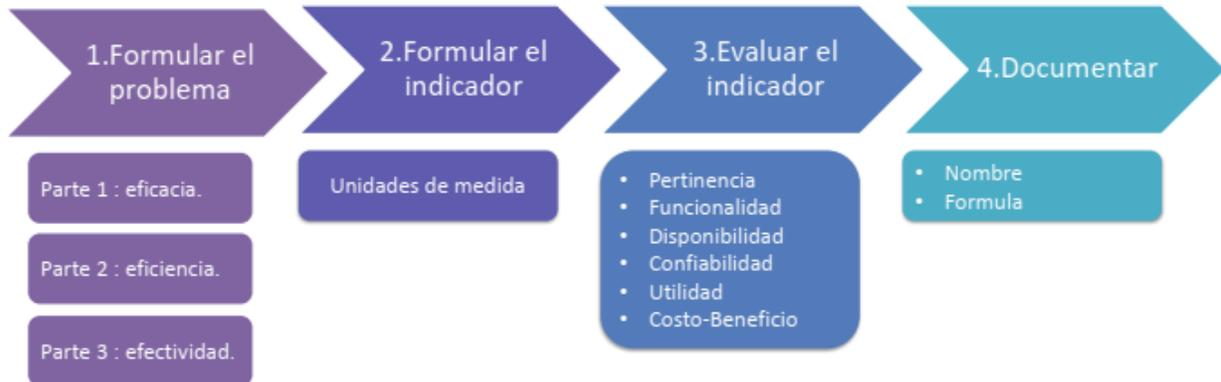 1.Formular el
problema
2.Formular el
indicador
3.Evaluar el
indicador
4.Documentar
Parte 1 : eficacia.
Parte 2 : eficiencia.
Parte 3 : efectividad.
Unidades de medida
• Pertinencia
• Funcionalidad
• Disponibilidad
• Confiabilidad
• Utilidad
• Costo-Beneficio
• Nombre
• Formula